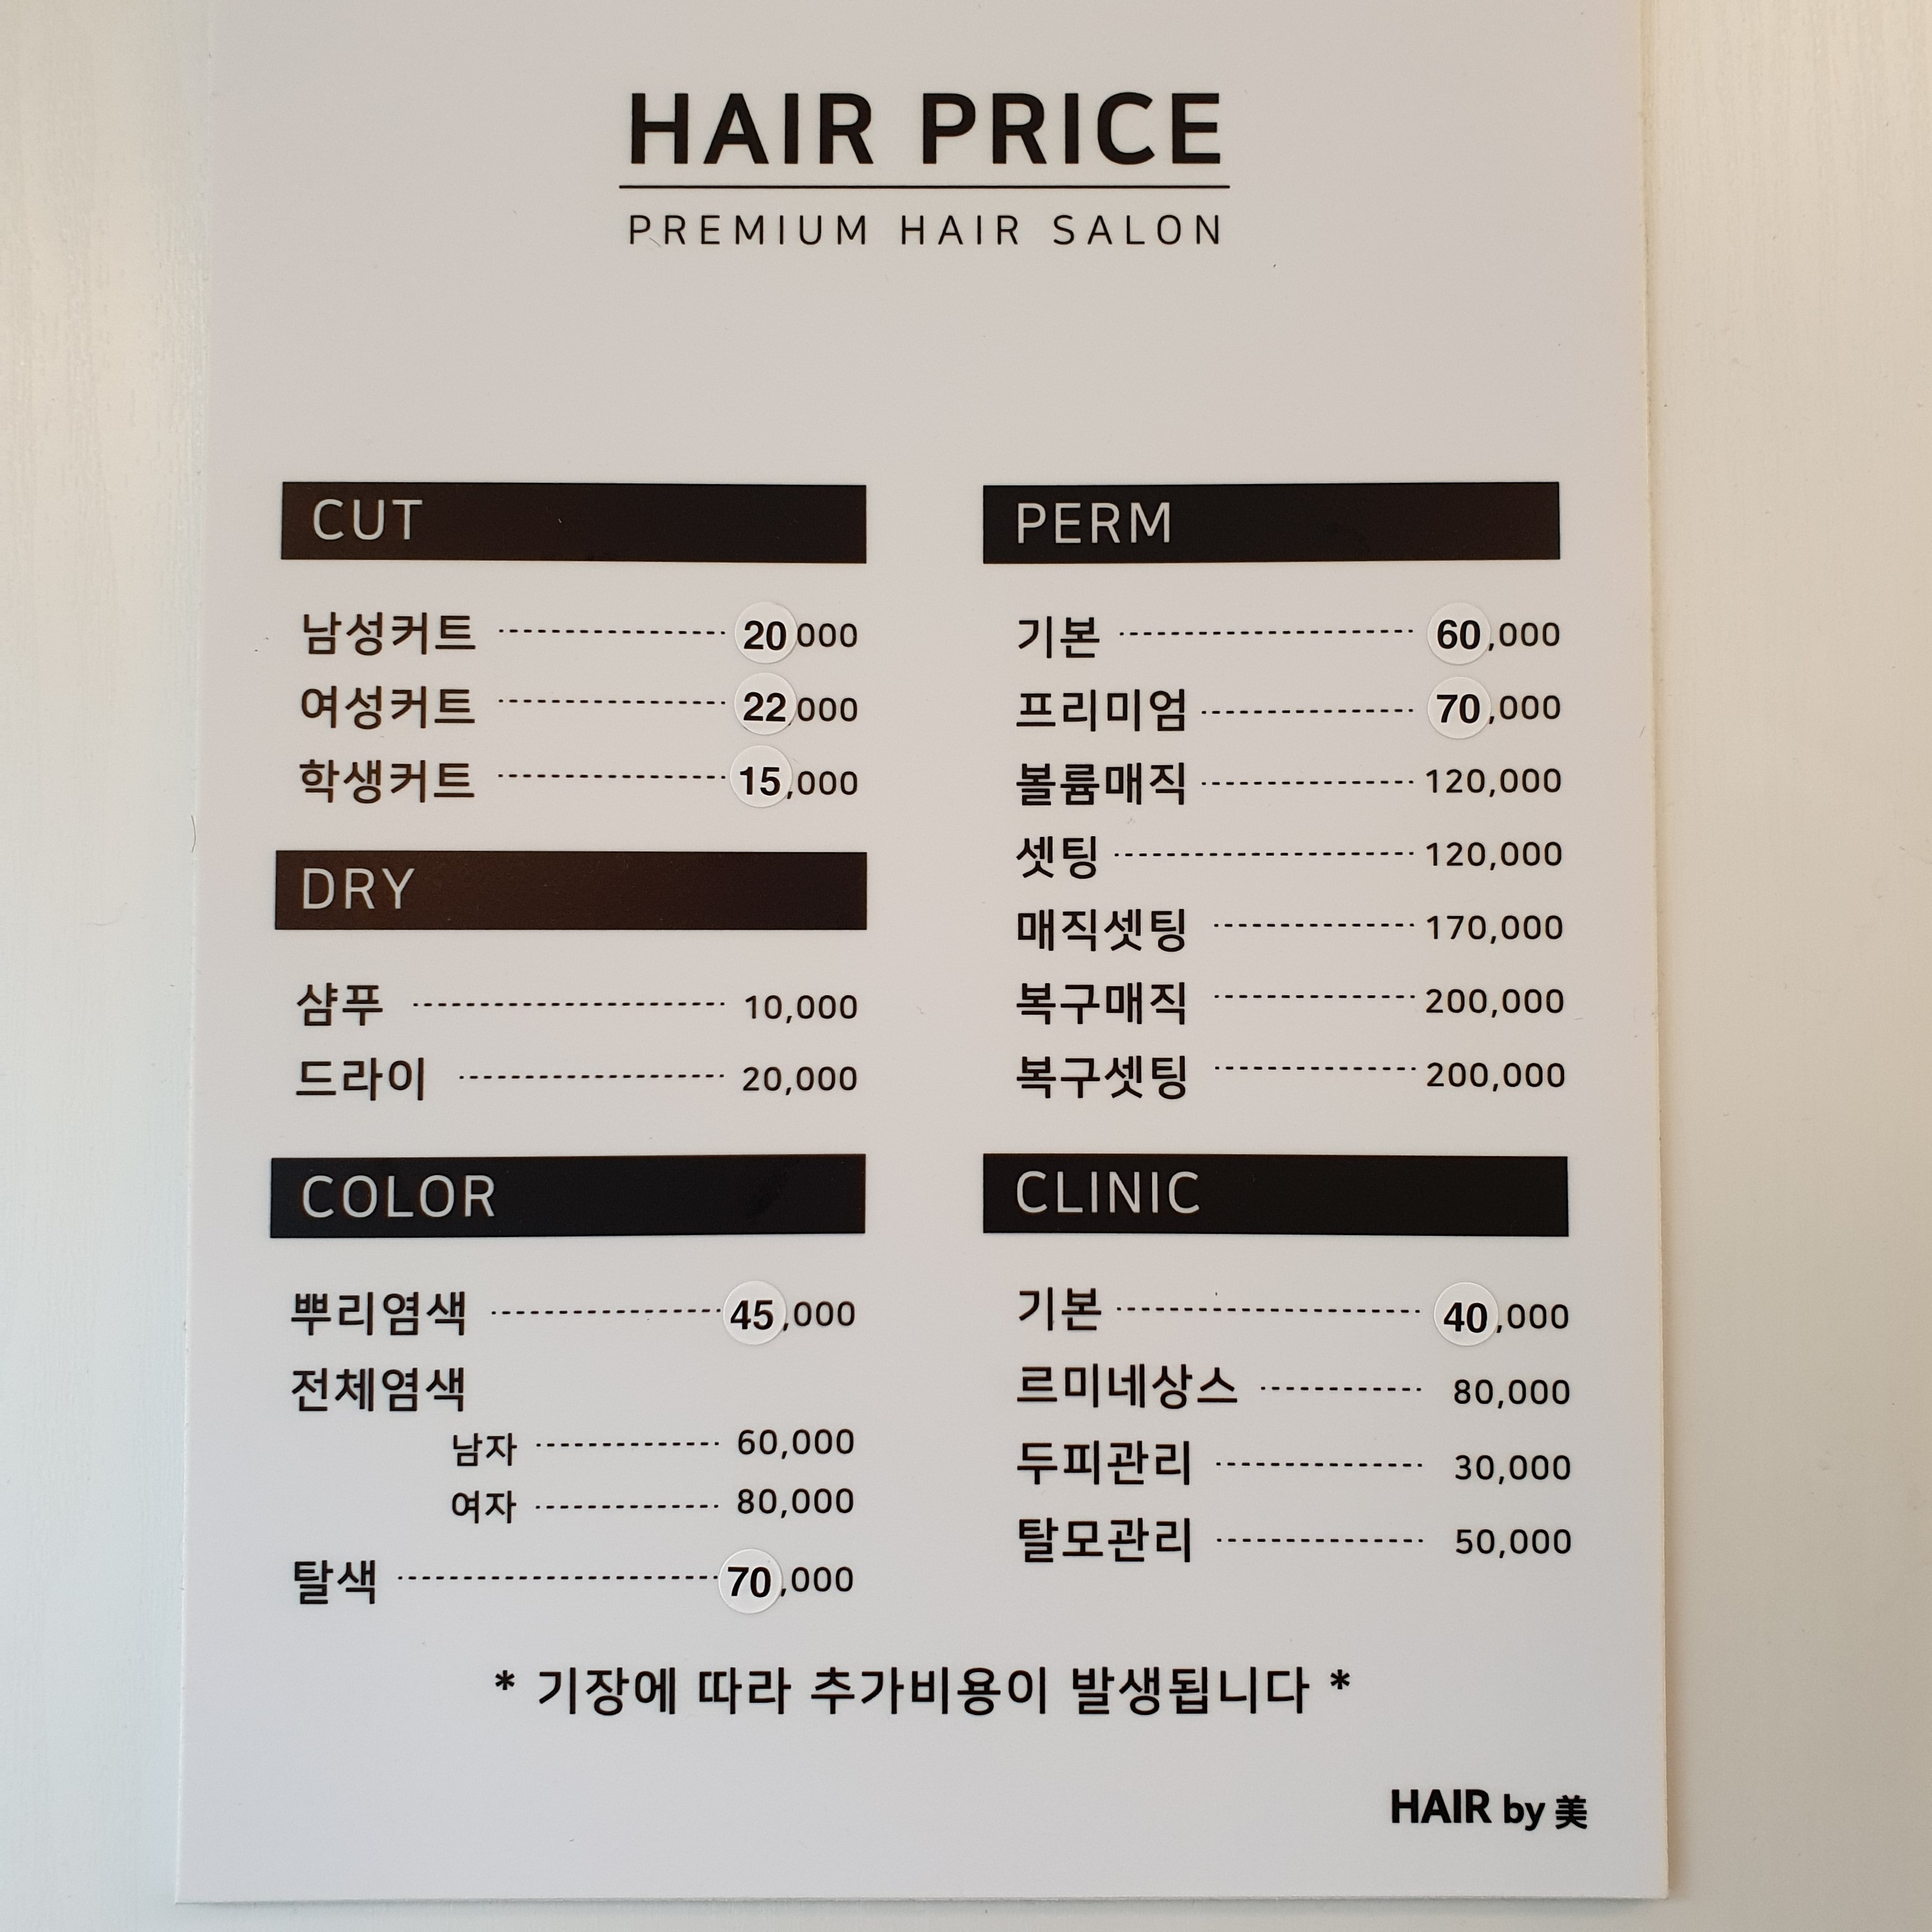 HAIR PRICE
PREMIUM HAIR SALON
CUT
남성커트 20,000
여성커트 22,000
학생커트 15,000
DRY
샴푸 10,000
드라이 20,000
COLOR
뿌리염색 45,000
전체염색
남자 60,000
여자 80,000
탈색 70,000
PERM
기본 60,000
프리미엄 70,000
볼륨매직 120,000
셋팅 120,000
매직셋팅 170,000
복구매직 200,000
복구셋팅 200,000
CLINIC
기본 40,000
르미네상스 80,000
두피관리 30,000
탈모관리 50,000
* 기장에 따라 추가비용이 발생됩니다 *
HAIR by 美